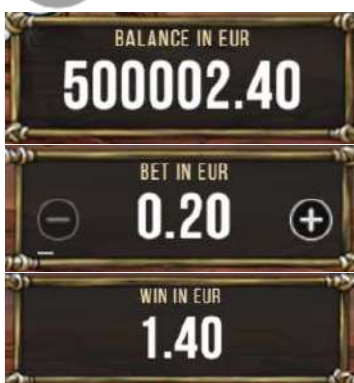 BALANCE IN EUR
500002.40
BET IN EUR
0.20
WIN IN EUR
1.40